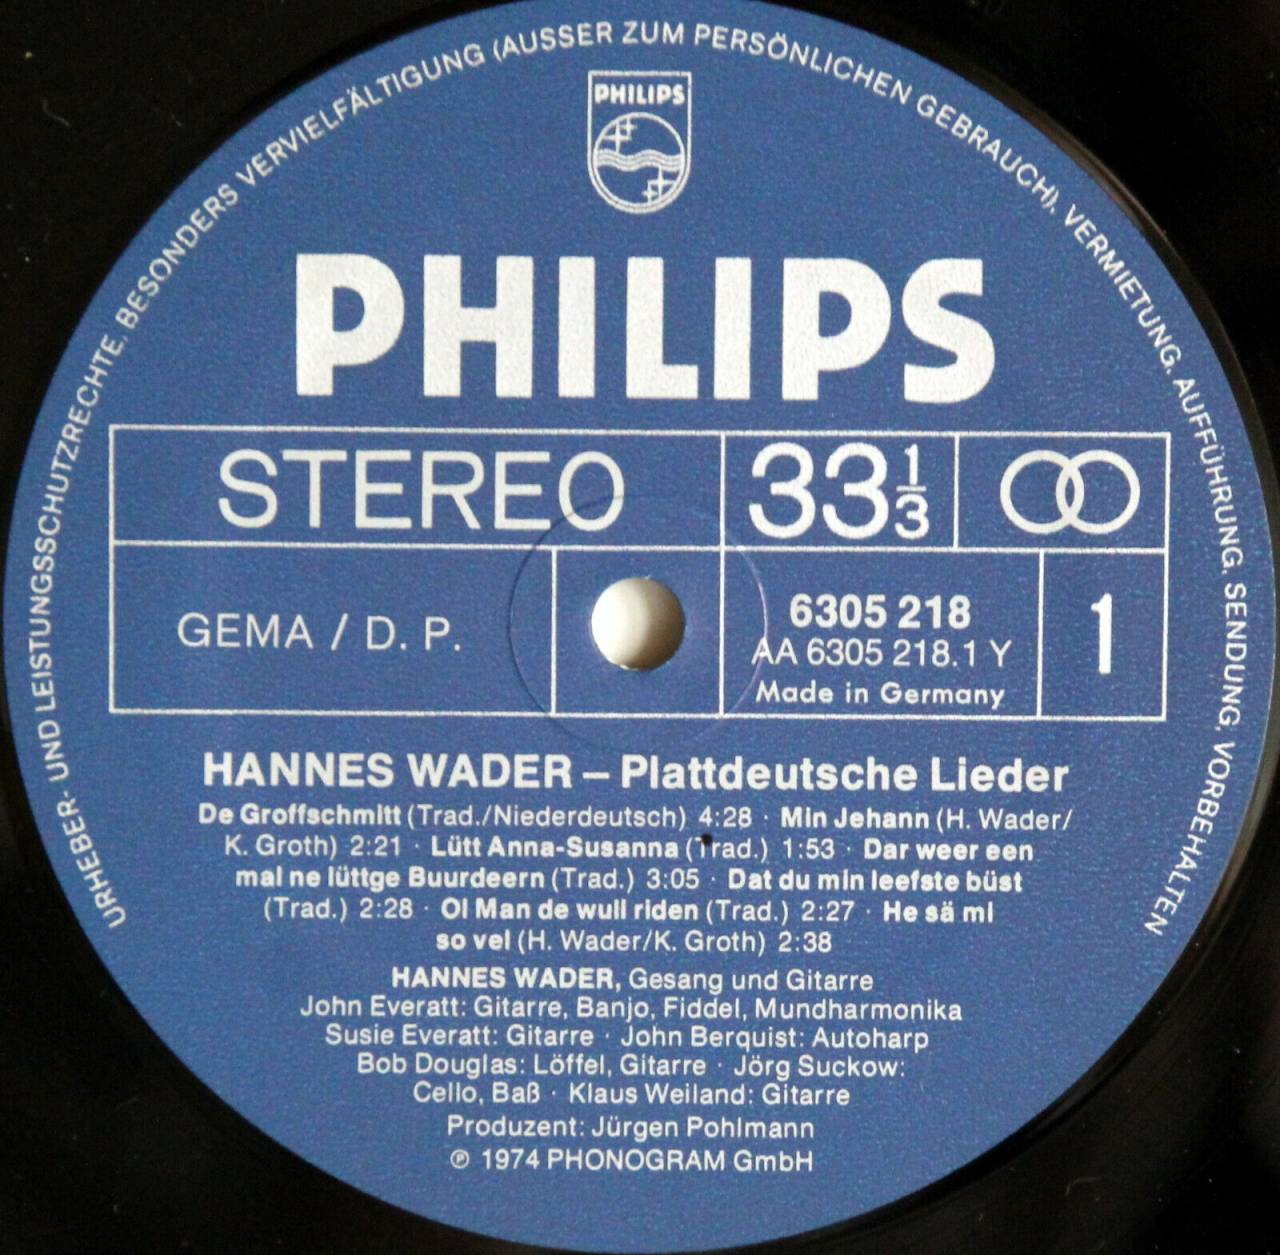 URHEBER- UND LEISTUNGSSCHUTZRECHTE, BESONDERS VERVIELFÄLTIGUNG (AUSSER ZUM PERSÖNLICHEN GEBRAUCH), VERMIETUNG, AUFFÜHRUNG, SENDUNG, VORBEHALTEN
PHILIPS
PHILIPS
STEREO 33 1/3
GEMA / D. P.
6305 218
AA 6305 218.1 Y
Made in Germany
1
HANNES WADER – Plattdeutsche Lieder
De Groffschmitt (Trad./Niederdeutsch) 4:28 · Min Jehann (H. Wader/
K. Groth) 2:21 · Lütt Anna-Susanna (Trad.) 1:53 · Dar weer een
mal ne lüttge Buurdeern (Trad.) 3:05 · Dat du min leefste büst
(Trad.) 2:28 · Ol Man de wull riden (Trad.) 2:27 · He sä mi
so vel (H. Wader/K. Groth) 2:38
HANNES WADER, Gesang und Gitarre
John Everatt: Gitarre, Banjo, Fiddel, Mundharmonika
Susie Everatt: Gitarre · John Berquist: Autoharp
Bob Douglas: Löffel, Gitarre · Jörg Suckow:
Cello, Baß · Klaus Weiland: Gitarre
Produzent: Jürgen Pohlmann
℗ 1974 PHONOGRAM GmbH